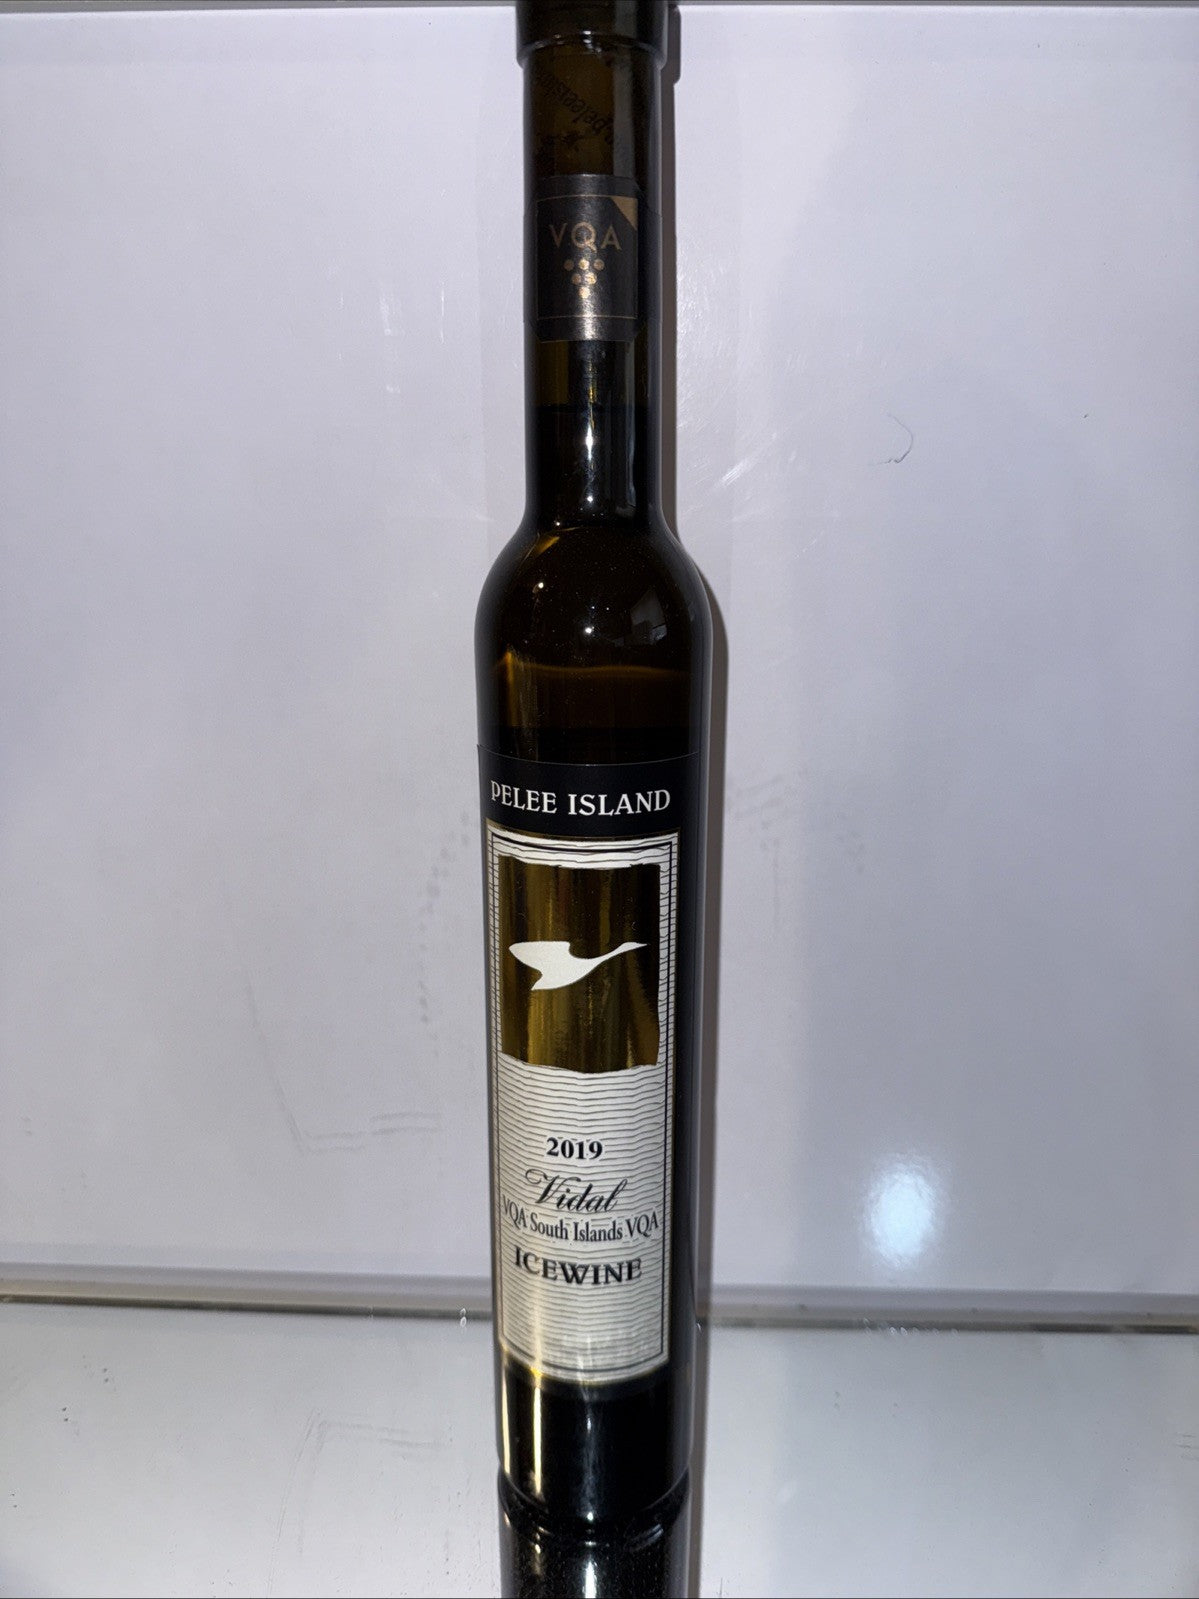 VQA
PELEE ISLAND
2019
Vidal
VQA South Islands VQA
ICEWINE